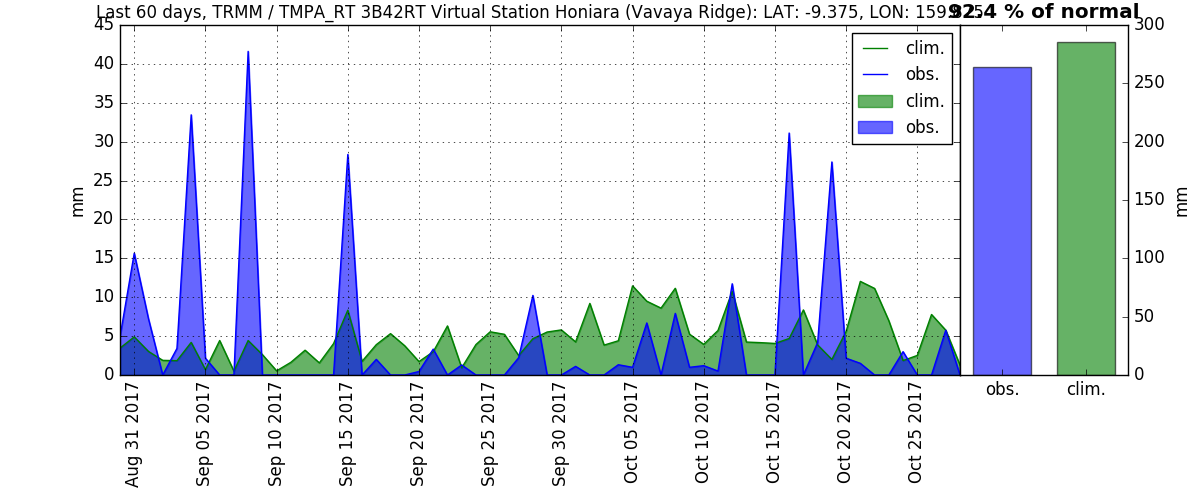 Last 60 days, TRMM / TMPA_RT 3B42RT Virtual Station Honiara (Vavaya Ridge): LAT: -9.375, LON:
92.4 % of normal
45
40
35
30
25
20
15
10
5
0
mm
clim.
obs.
clim.
obs.
300
250
200
150
100
50
0
mm
Aug 31 2017
Sep 05 2017
Sep 10 2017
Sep 15 2017
Sep 20 2017
Sep 25 2017
Sep 30 2017
Oct 05 2017
Oct 10 2017
Oct 15 2017
Oct 20 2017
Oct 25 2017
obs.
clim.